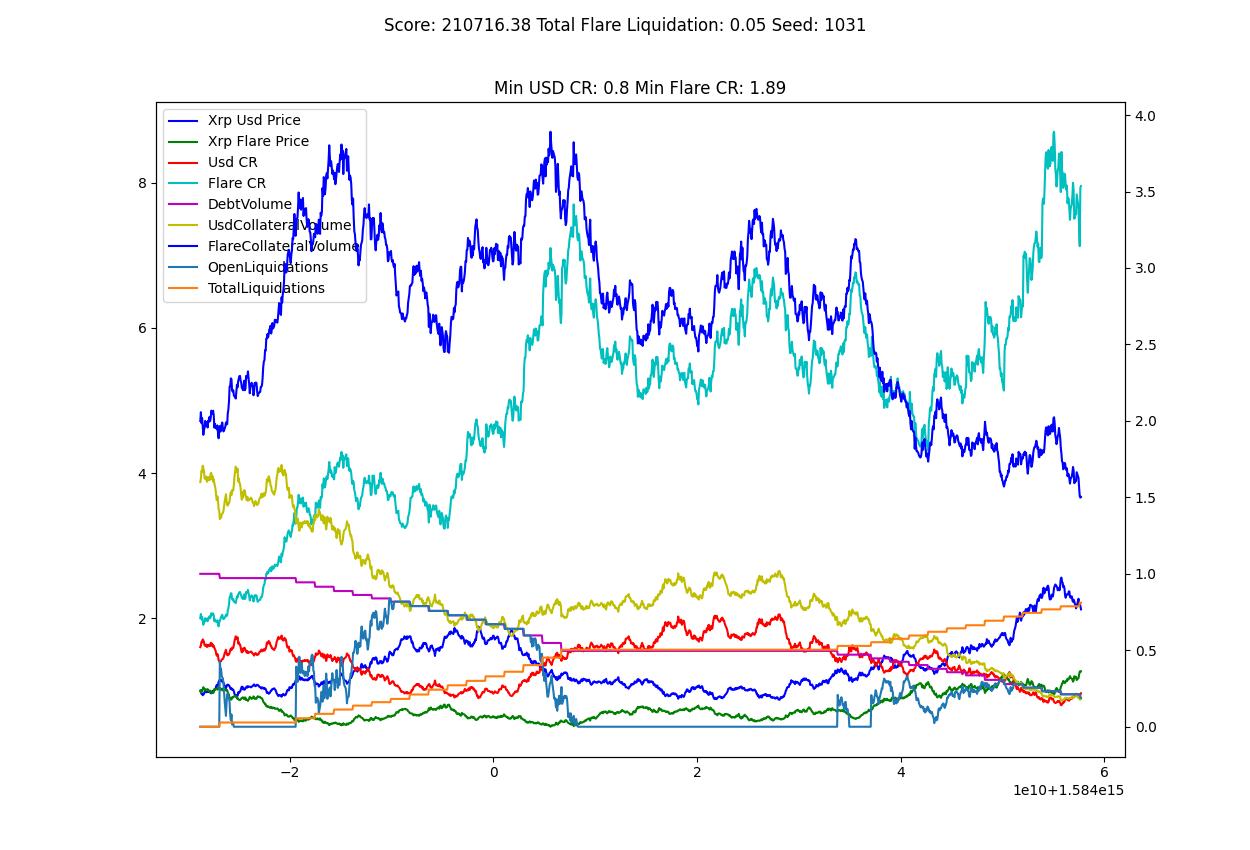 Score: 210716.38 Total Flare Liquidation: 0.05 Seed: 1031
Min USD CR: 0.8 Min Flare CR: 1.89
Xrp Usd Price
Xrp Flare Price
Usd CR
Flare CR
DebtVolume
UsdCollateralVolume
FlareCollateralVolume
OpenLiquidations
TotalLiquidations
8
6
4
2
4.0
3.5
3.0
2.5
2.0
1.5
1.0
0.5
0.0
−2 0 2 4 6
1e10+1.584e15